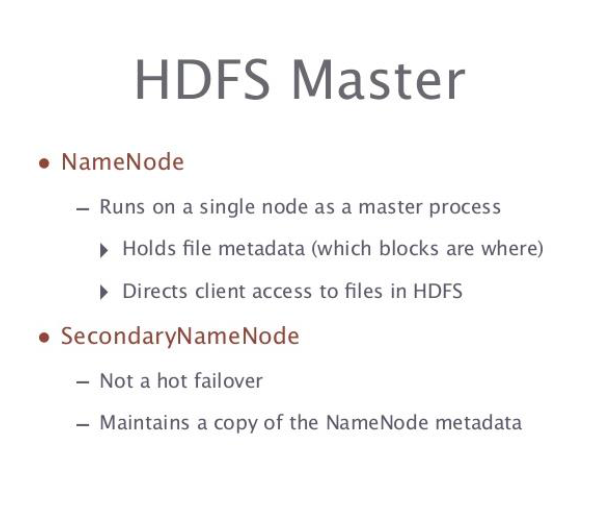 HDFS Master
• NameNode
– Runs on a single node as a master process
‣ Holds file metadata (which blocks are where)
‣ Directs client access to files in HDFS
• SecondaryNameNode
– Not a hot failover
– Maintains a copy of the NameNode metadata